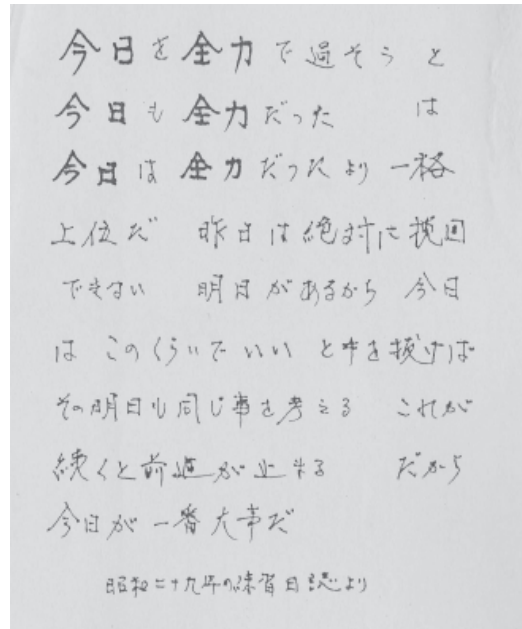 今日を全力で過そう と
今日も全力だった は
今日は全力だったより 一格
上位だ 昨日は絶対に挽回
できない 明日があるから 今日
は このくらいで いい と手を抜けば
その明日も同じ事を考える これが
続くと前進が止まる だから
今日が一番大事だ
昭和二十九年の練習日誌より